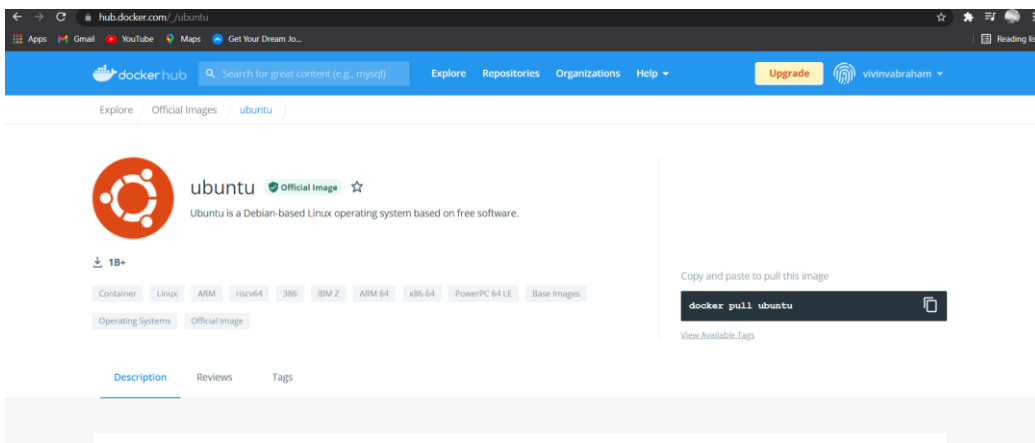 hub.docker.com/_/ubuntu
Apps Gmail YouTube Maps Get Your Dream Jo... Reading lis
docker hub Search for great content (e.g., mysql) Explore Repositories Organizations Help Upgrade vivinvabraham
Explore Official Images ubuntu
ubuntu Official Image
Ubuntu is a Debian-based Linux operating system based on free software.
1B+
Copy and paste to pull this image
Container Linux ARM riscv64 386 IBM Z ARM 64 x86-64 PowerPC 64 LE Base Images
docker pull ubuntu
Operating Systems Official Image
View Available Tags
Description Reviews Tags